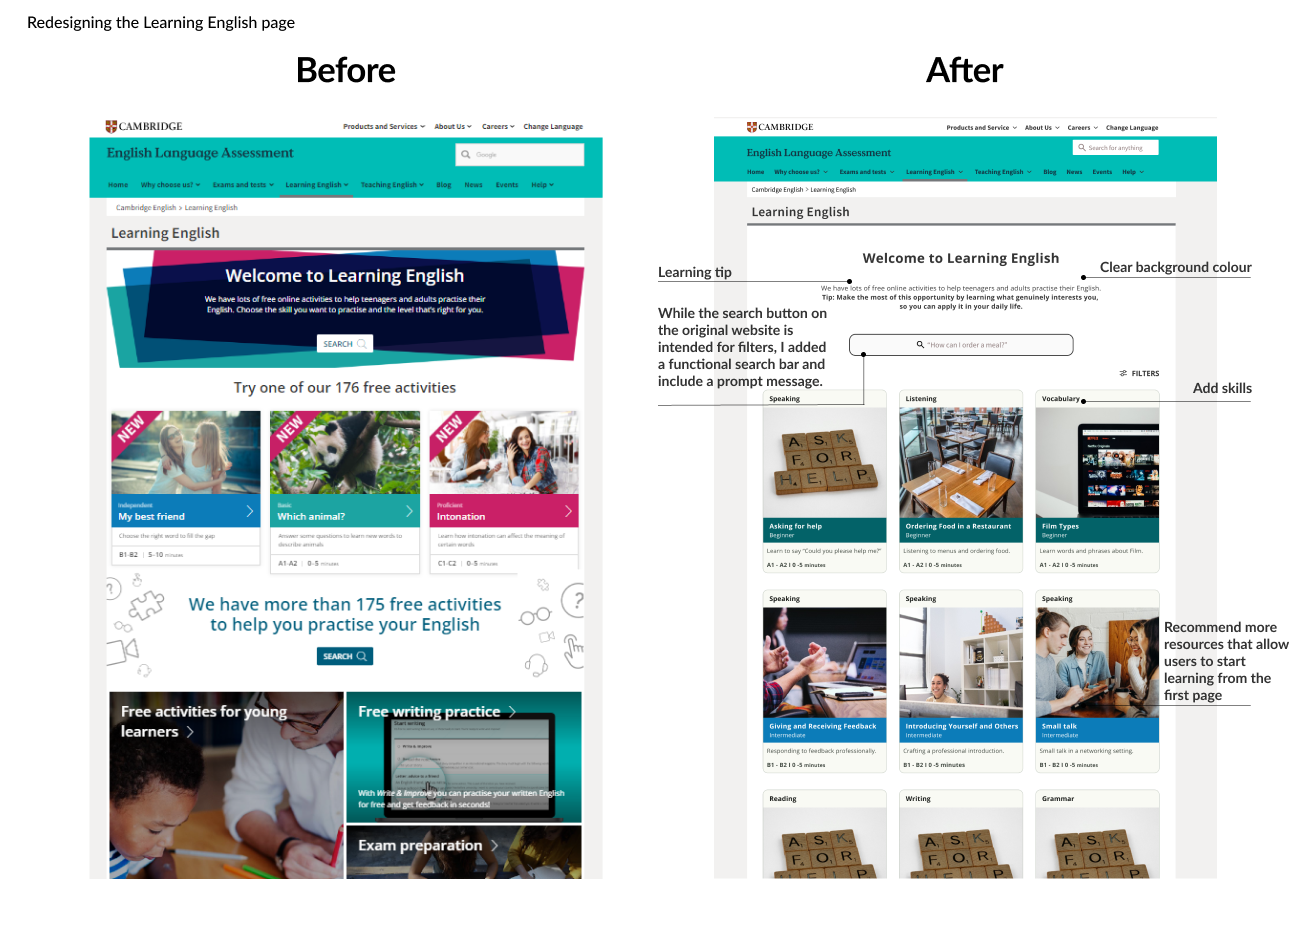 Redesigning the Learning English page
Before
CAMBRIDGE
Products and Services
About Us
Careers
Change Language
English Language Assessment
Google
Home
Why choose us?
Exams and tests
Learning English
Teaching English
Blog
News
Events
Help
Cambridge English > Learning English
Learning English
Welcome to Learning English
We have lots of free online activities to help teenagers and adults practise their
English. Choose the skill you want to practise and the level that's right for you.
SEARCH
Try one of our 176 free activities
NEW
Independent
My best friend
Choose the right word to fill the gap
B1-B2 | 5-10 minutes
NEW
Basic
Which animal?
Answer some questions to learn new words to
describe animals
A1-A2 | 0-5 minutes
NEW
Proficient
Intonation
Learn how intonation can affect the meaning of
certain words
C1-C2 | 0-5 minutes
We have more than 175 free activities
to help you practise your English
SEARCH
Free activities for young
learners
Free writing practice
Start writing
With Write & Improve you can practise your written English
for free and get feedback in seconds!
Exam preparation
After
CAMBRIDGE
Products and Service
About Us
Careers
Change Language
English Language Assessment
Search for anything
Home
Why choose us?
Exams and tests
Learning English
Teaching English
Blog
News
Events
Help
Cambridge English > Learning English
Learning English
Welcome to Learning English
We have lots of free online activities to help teenagers and adults practise their English.
Tip: Make the most of this opportunity by learning what genuinely interests you,
so you can apply it in your daily life.
"How can I order a meal?"
FILTERS
Learning tip
While the search button on
the original website is
intended for filters, I added
a functional search bar and
include a prompt message.
Clear background colour
Add skills
Recommend more
resources that allow
users to start
learning from the
first page
Speaking
ASK
FOR
HELP
Asking for help
Beginner
Learn to say "Could you please help me?"
A1 - A2 I 0 -5 minutes
Listening
Ordering Food in a Restaurant
Beginner
Listening to menus and ordering food.
A1 - A2 I 0 -5 minutes
Vocabulary
Film Types
Beginner
Learn words and phrases about Film.
A1 - A2 I 0 -5 minutes
Speaking
Giving and Receiving Feedback
Intermediate
Responding to feedback professionally.
B1 - B2 I 0 -5 minutes
Speaking
Introducing Yourself and Others
Intermediate
Crafting a professional introduction.
B1 - B2 I 0 -5 minutes
Speaking
Small talk
Intermediate
Small talk in a networking setting.
B1 - B2 I 0 -5 minutes
Reading
ASK
FOR
Writing
ASK
FOR
Grammar
ASK
FOR